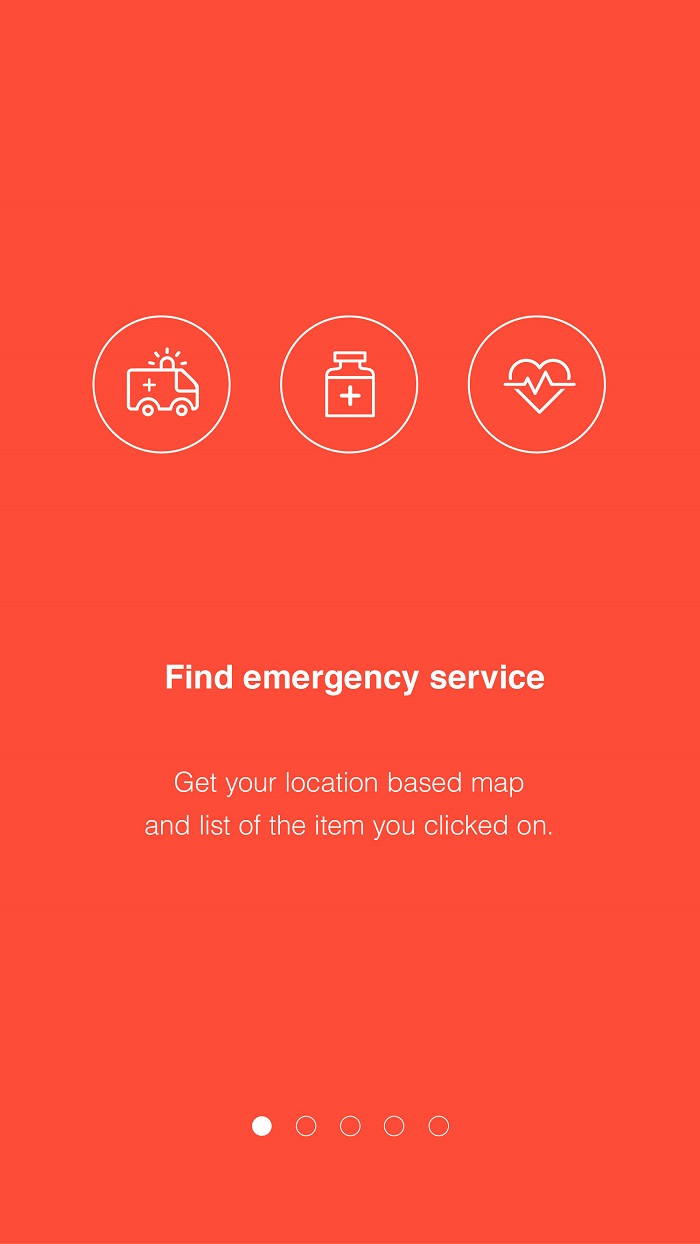 Find emergency service
Get your location based map
and list of the item you clicked on.